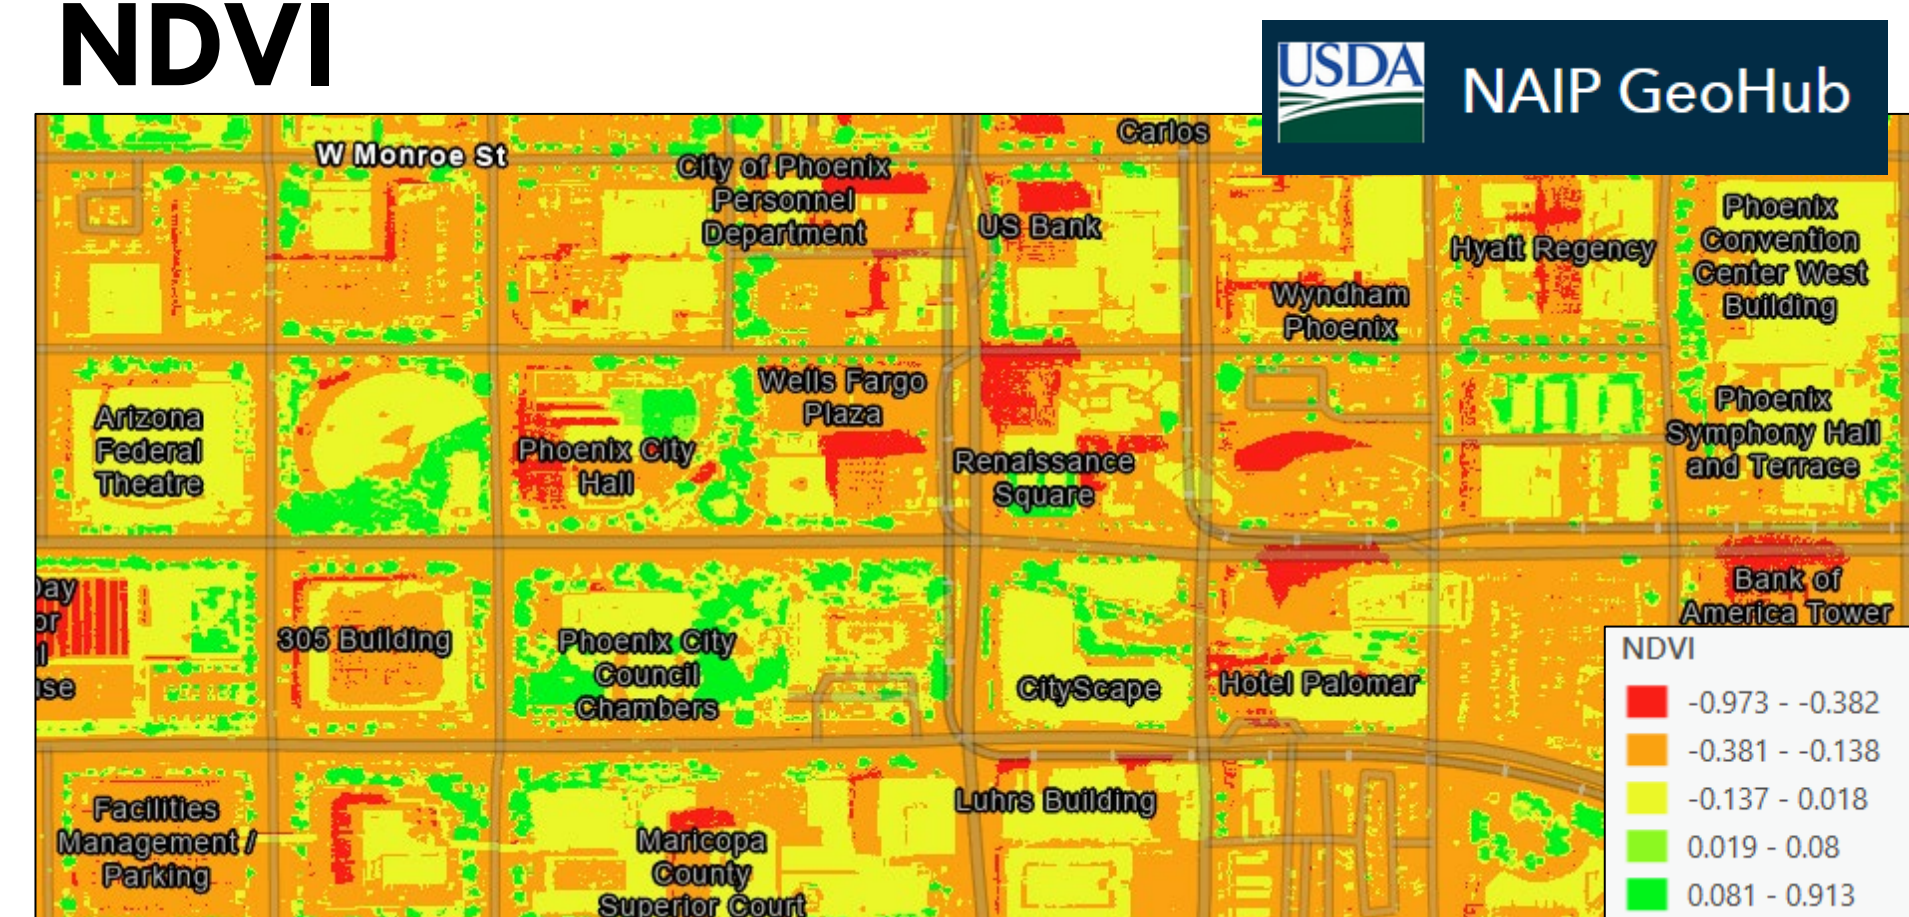 NDVI
USDA
NAIP GeoHub
Carlos
W Monroe St
City of Phoenix
Personnel
Department
US Bank
Hyatt Regency
Phoenix
Convention
Center West
Building
Wyndham
Phoenix
Arizona
Federal
Theatre
Phoenix City
Hall
Wells Fargo
Plaza
Renaissance
Square
Phoenix
Symphony Hall
and Terrace
Day
or
l
use
305 Building
Phoenix City
Council
Chambers
CityScape
Hotel Palomar
Bank of
America Tower
Facilities
Management /
Parking
Maricopa
County
Superior Court
Luhrs Building
NDVI
-0.973 - -0.382
-0.381 - -0.138
-0.137 - 0.018
0.019 - 0.08
0.081 - 0.913